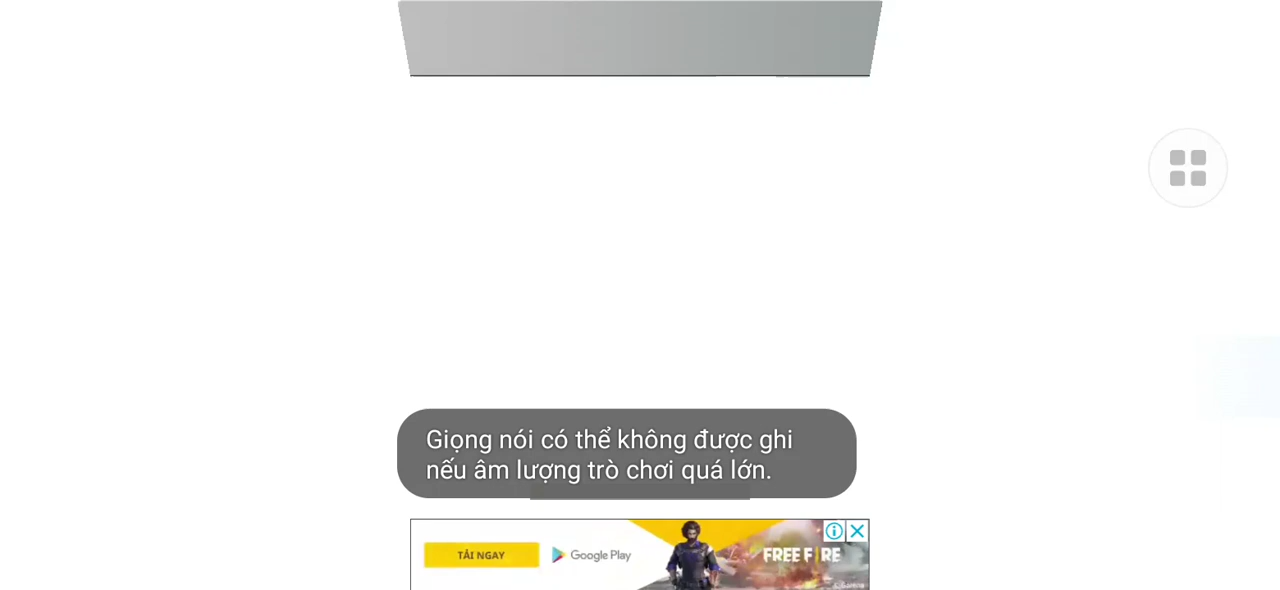 Giọng nói có thể không được ghi
nếu âm lượng trò chơi quá lớn.
TẢI NGAY
Google Play
FREE FIRE